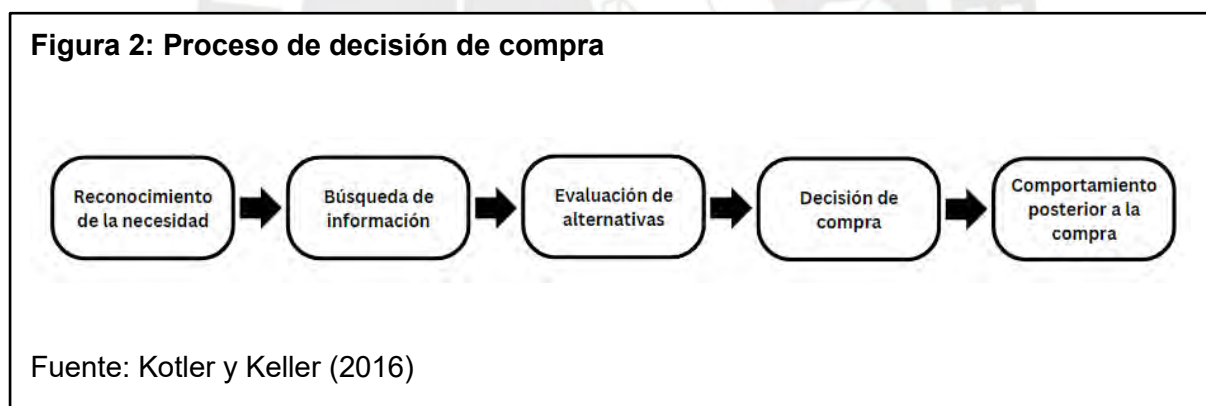 Figura 2: Proceso de decisión de compra
Reconocimiento
de la necesidad
Búsqueda de
información
Evaluación de
alternativas
Decisión de
compra
Comportamiento
posterior a la
compra
Fuente: Kotler y Keller (2016)